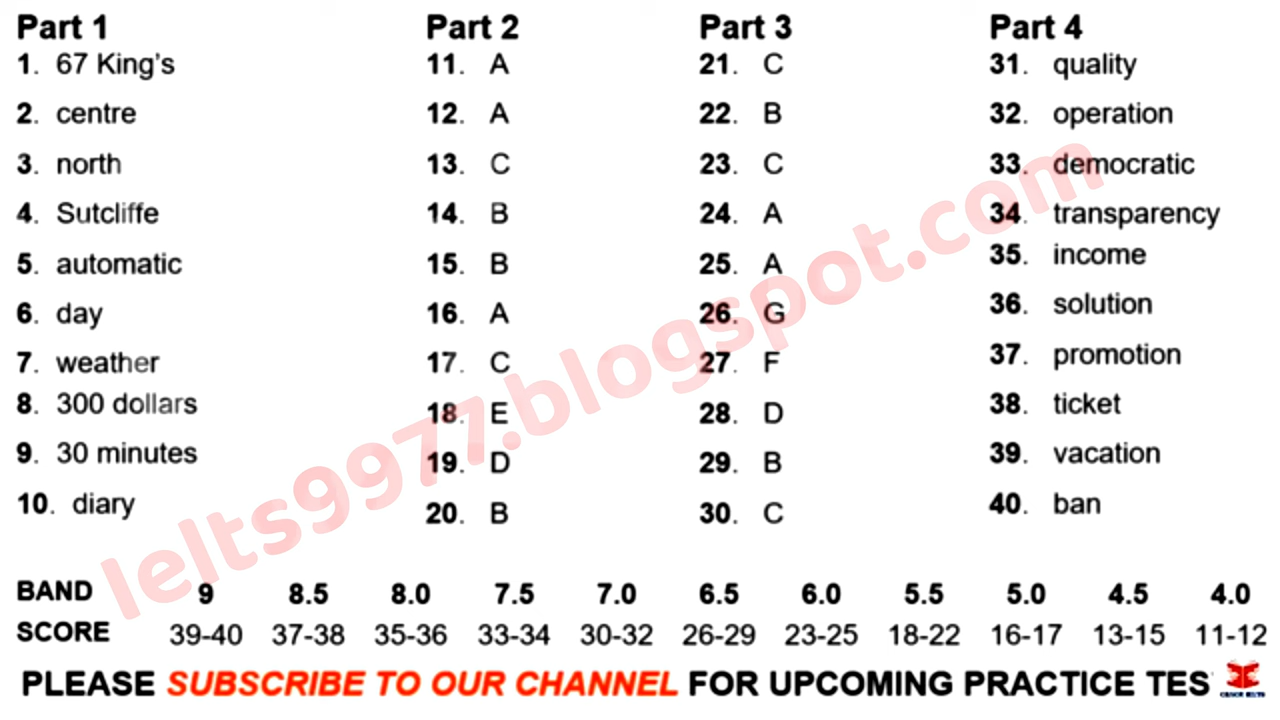 Part 1
1. 67 King's
2. centre
3. north
4. Sutcliffe
5. automatic
6. day
7. weather
8. 300 dollars
9. 30 minutes
10. diary
Part 2
11. A
12. A
13. C
14. B
15. B
16. A
17. C
18. E
19. D
20. B
Part 3
21. C
22. B
23. C
24. A
25. A
26. G
27. F
28. D
29. B
30. C
Part 4
31. quality
32. operation
33. democratic
34. transparency
35. income
36. solution
37. promotion
38. ticket
39. vacation
40. ban
Ielts9977.blogspot.com
BAND 9 8.5 8.0 7.5 7.0 6.5 6.0 5.5 5.0 4.5 4.0
SCORE 39-40 37-38 35-36 33-34 30-32 26-29 23-25 18-22 16-17 13-15 11-12
PLEASE SUBSCRIBE TO OUR CHANNEL FOR UPCOMING PRACTICE TES